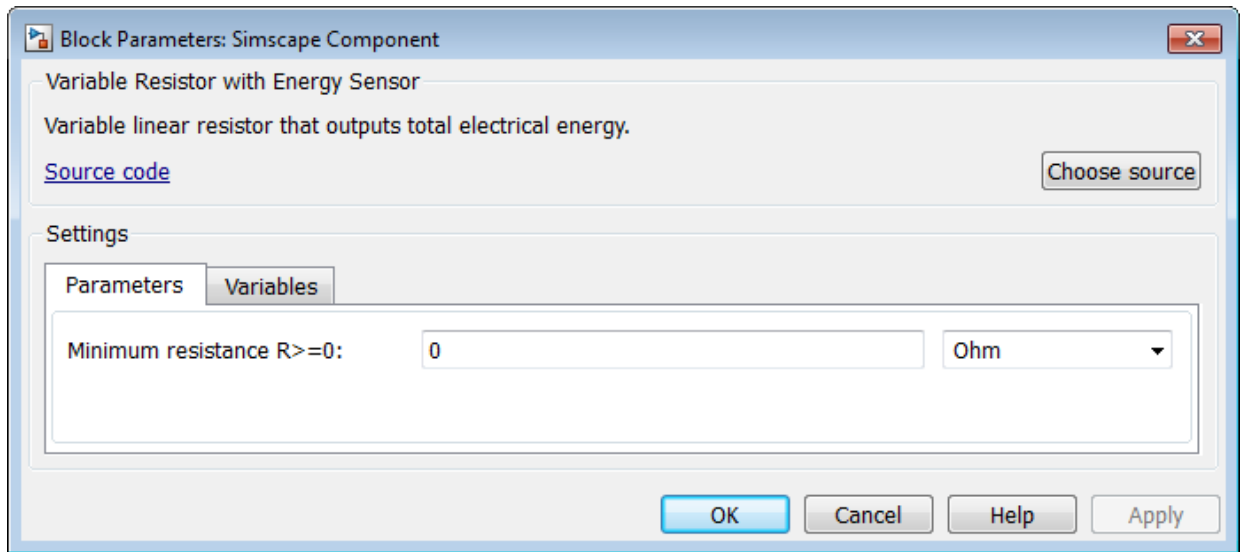 Block Parameters: Simscape Component
Variable Resistor with Energy Sensor
Variable linear resistor that outputs total electrical energy.
Source code
Choose source
Settings
Parameters
Variables
Minimum resistance R>=0:
0
Ohm
OK
Cancel
Help
Apply